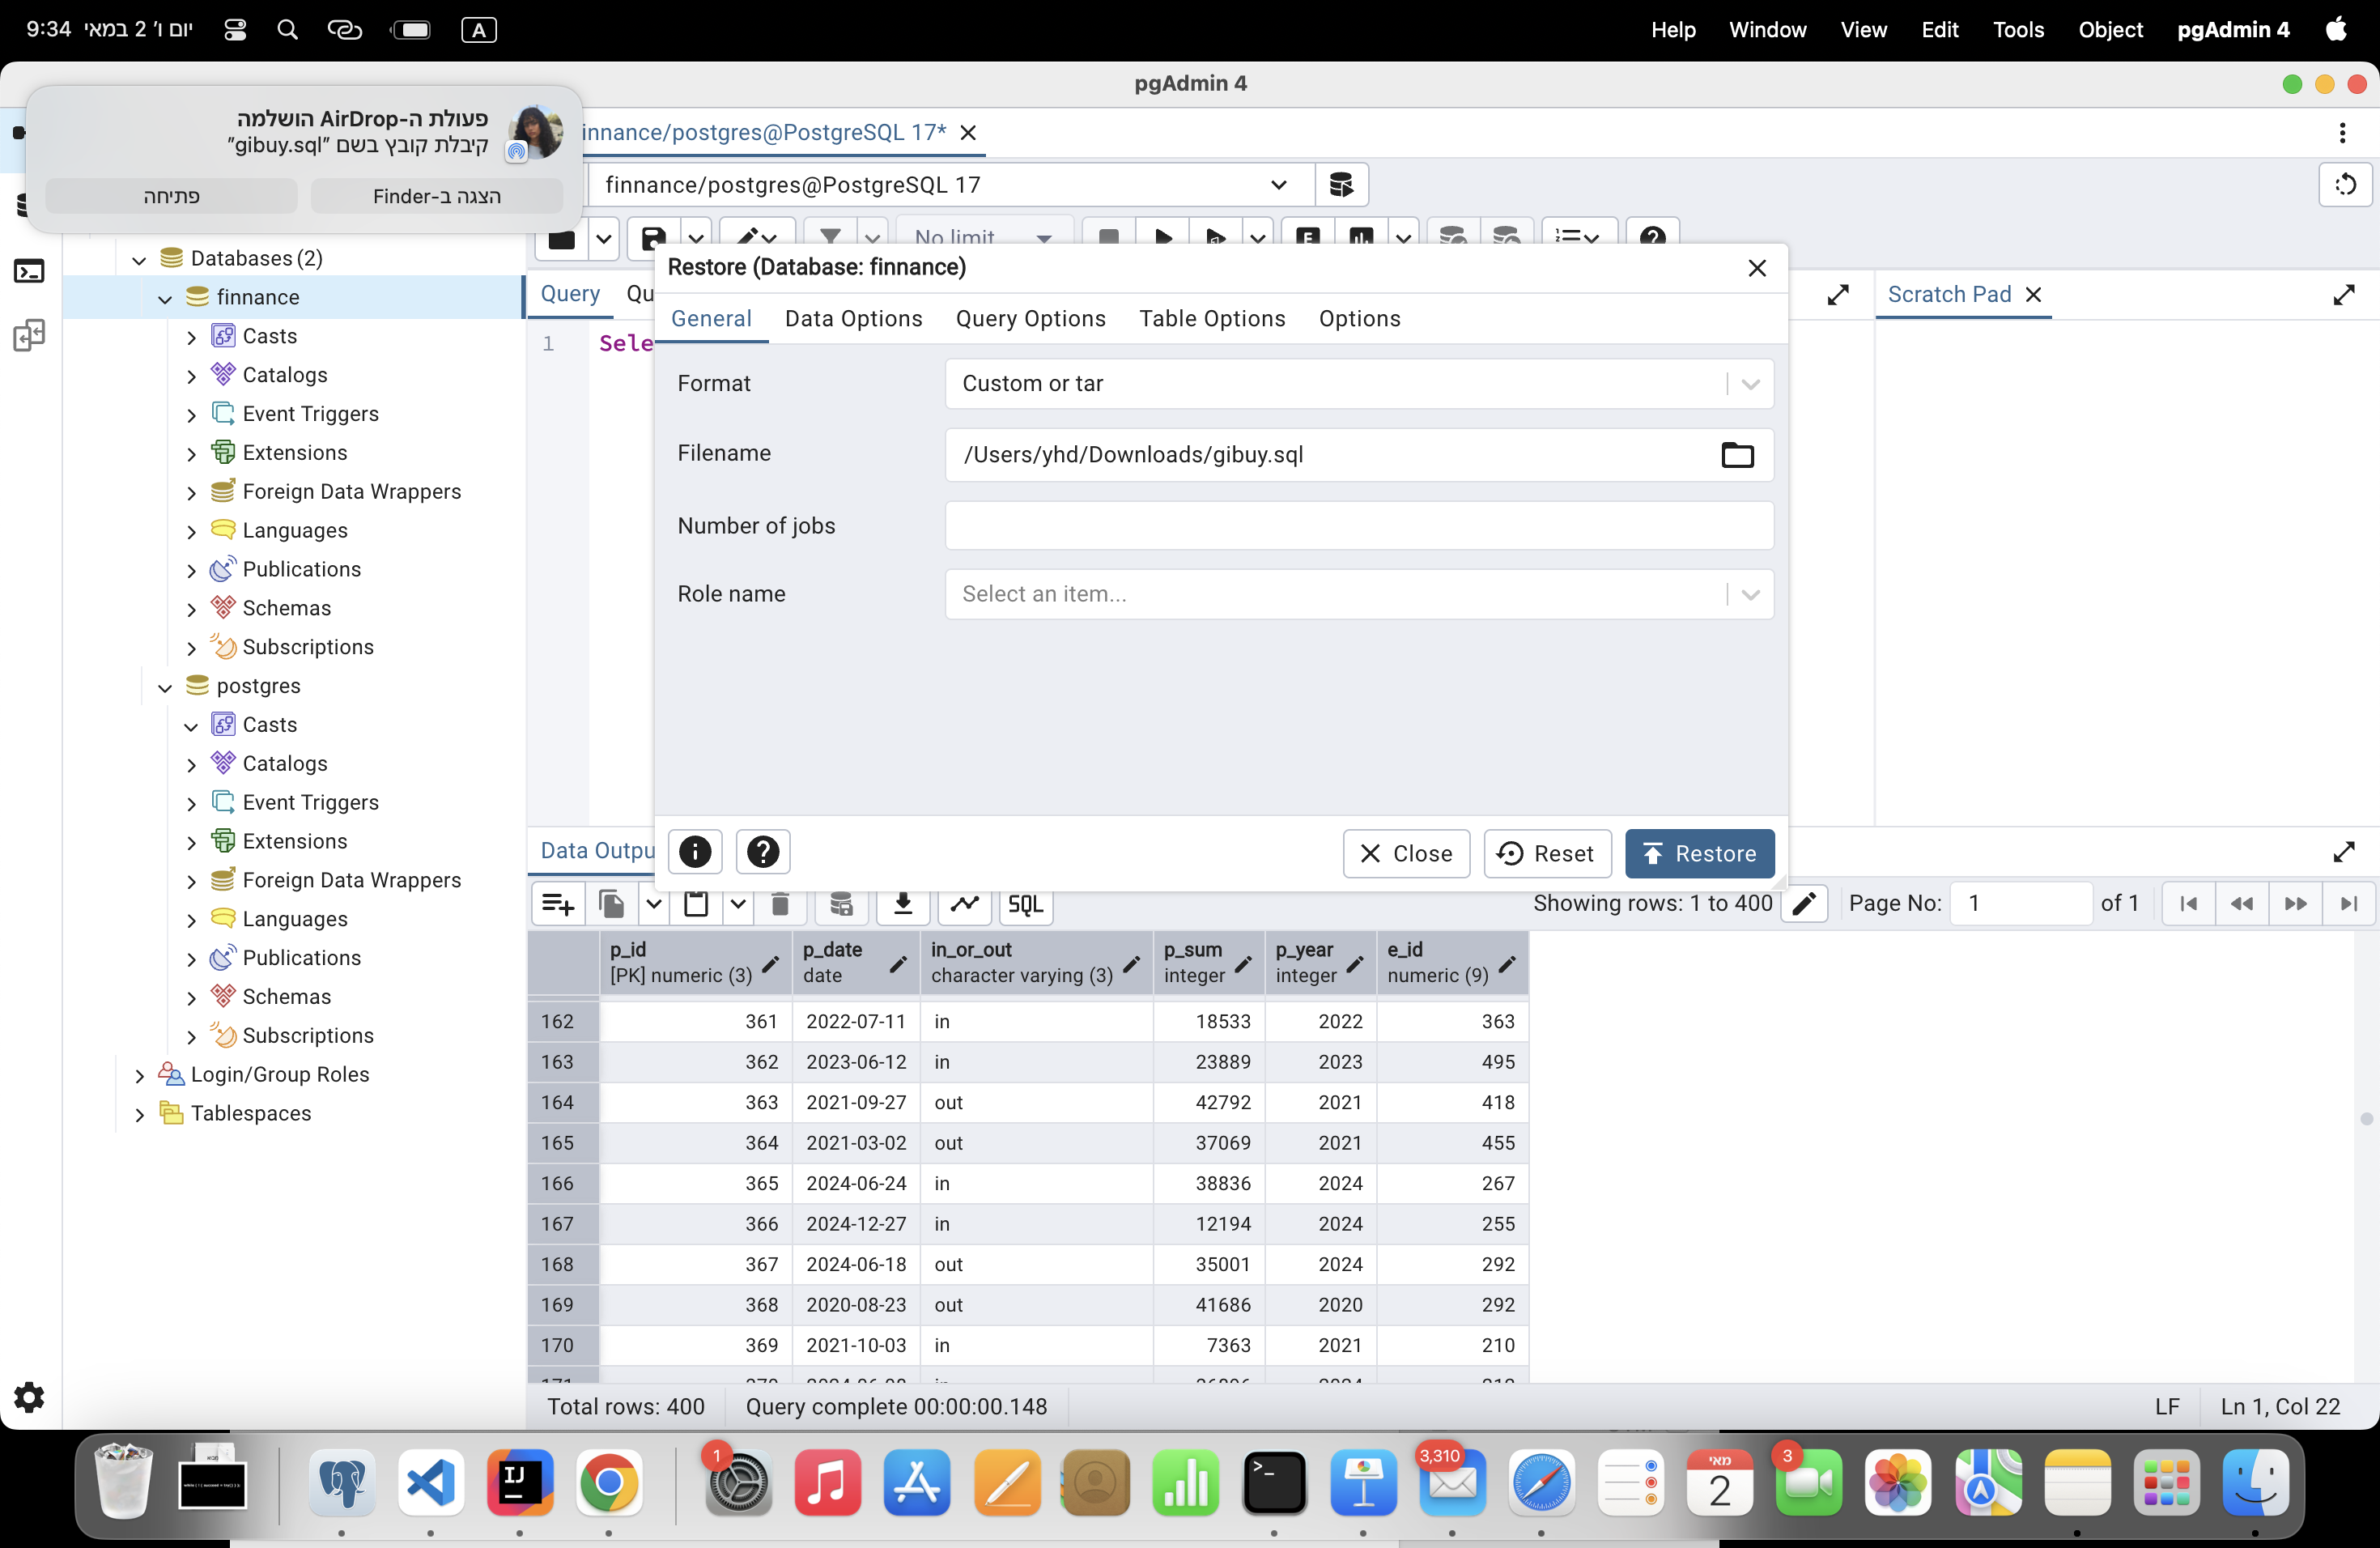 9:34 יום ו׳ 2 במאי
A
Help Window View Edit Tools Object pgAdmin 4
pgAdmin 4
פעולת ה-AirDrop הושלמה
קיבלת קובץ בשם ״gibuy.sql״
פתיחה
הצגה ב-Finder
innance/postgres@PostgreSQL 17*
finnance/postgres@PostgreSQL 17
No limit
Databases (2)
finnance
Casts
Catalogs
Event Triggers
Extensions
Foreign Data Wrappers
Languages
Publications
Schemas
Subscriptions
postgres
Casts
Catalogs
Event Triggers
Extensions
Foreign Data Wrappers
Languages
Publications
Schemas
Subscriptions
Login/Group Roles
Tablespaces
Query Qu
1 Sele
Scratch Pad
Restore (Database: finnance)
General Data Options Query Options Table Options Options
Format Custom or tar
Filename /Users/yhd/Downloads/gibuy.sql
Number of jobs
Role name Select an item...
Close Reset Restore
Data Outpu
SQL
Showing rows: 1 to 400 Page No: 1 of 1
p_id p_date in_or_out p_sum p_year e_id
[PK] numeric (3) date character varying (3) integer integer numeric (9)
162 361 2022-07-11 in 18533 2022 363
163 362 2023-06-12 in 23889 2023 495
164 363 2021-09-27 out 42792 2021 418
165 364 2021-03-02 out 37069 2021 455
166 365 2024-06-24 in 38836 2024 267
167 366 2024-12-27 in 12194 2024 255
168 367 2024-06-18 out 35001 2024 292
169 368 2020-08-23 out 41686 2020 292
170 369 2021-10-03 in 7363 2021 210
Total rows: 400 Query complete 00:00:00.148
LF Ln 1, Col 22
IJ
1
3,310
מאי
2
3